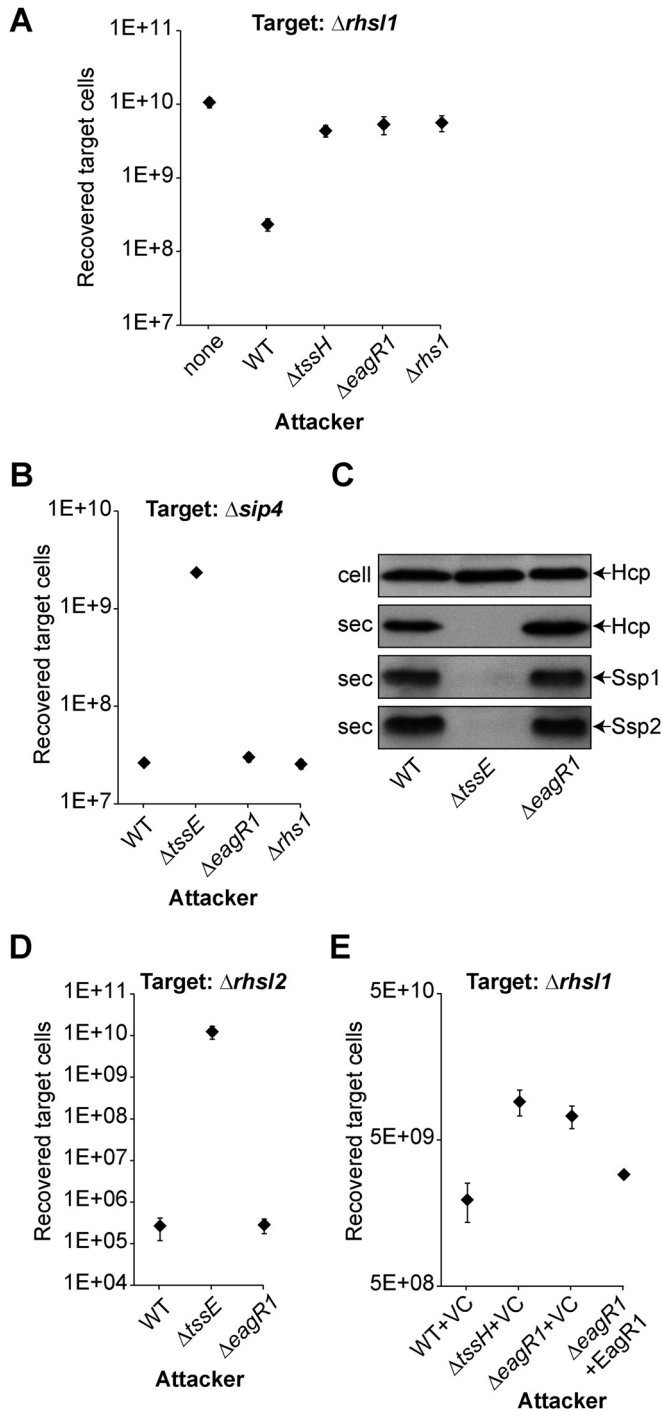 A
Target: Δrhsl1
Recovered target cells
1E+11
1E+10
1E+9
1E+8
1E+7
none
WT
ΔtssH
ΔeagR1
Δrhs1
Attacker
B
Target: Δsip4
Recovered target cells
1E+10
1E+9
1E+8
1E+7
WT
ΔtssE
ΔeagR1
Δrhs1
Attacker
C
cell Hcp
sec Hcp
sec Ssp1
sec Ssp2
WT
ΔtssE
ΔeagR1
D
Target: ΔrhsI2
Recovered target cells
1E+11
1E+10
1E+09
1E+08
1E+07
1E+06
1E+05
1E+04
WT
ΔtssE
ΔeagR1
Attacker
E
Target: ΔrhsI1
Recovered target cells
5E+10
5E+09
5E+08
WT+VC
ΔtssH+VC
ΔeagR1+VC
ΔeagR1
+EagR1
Attacker